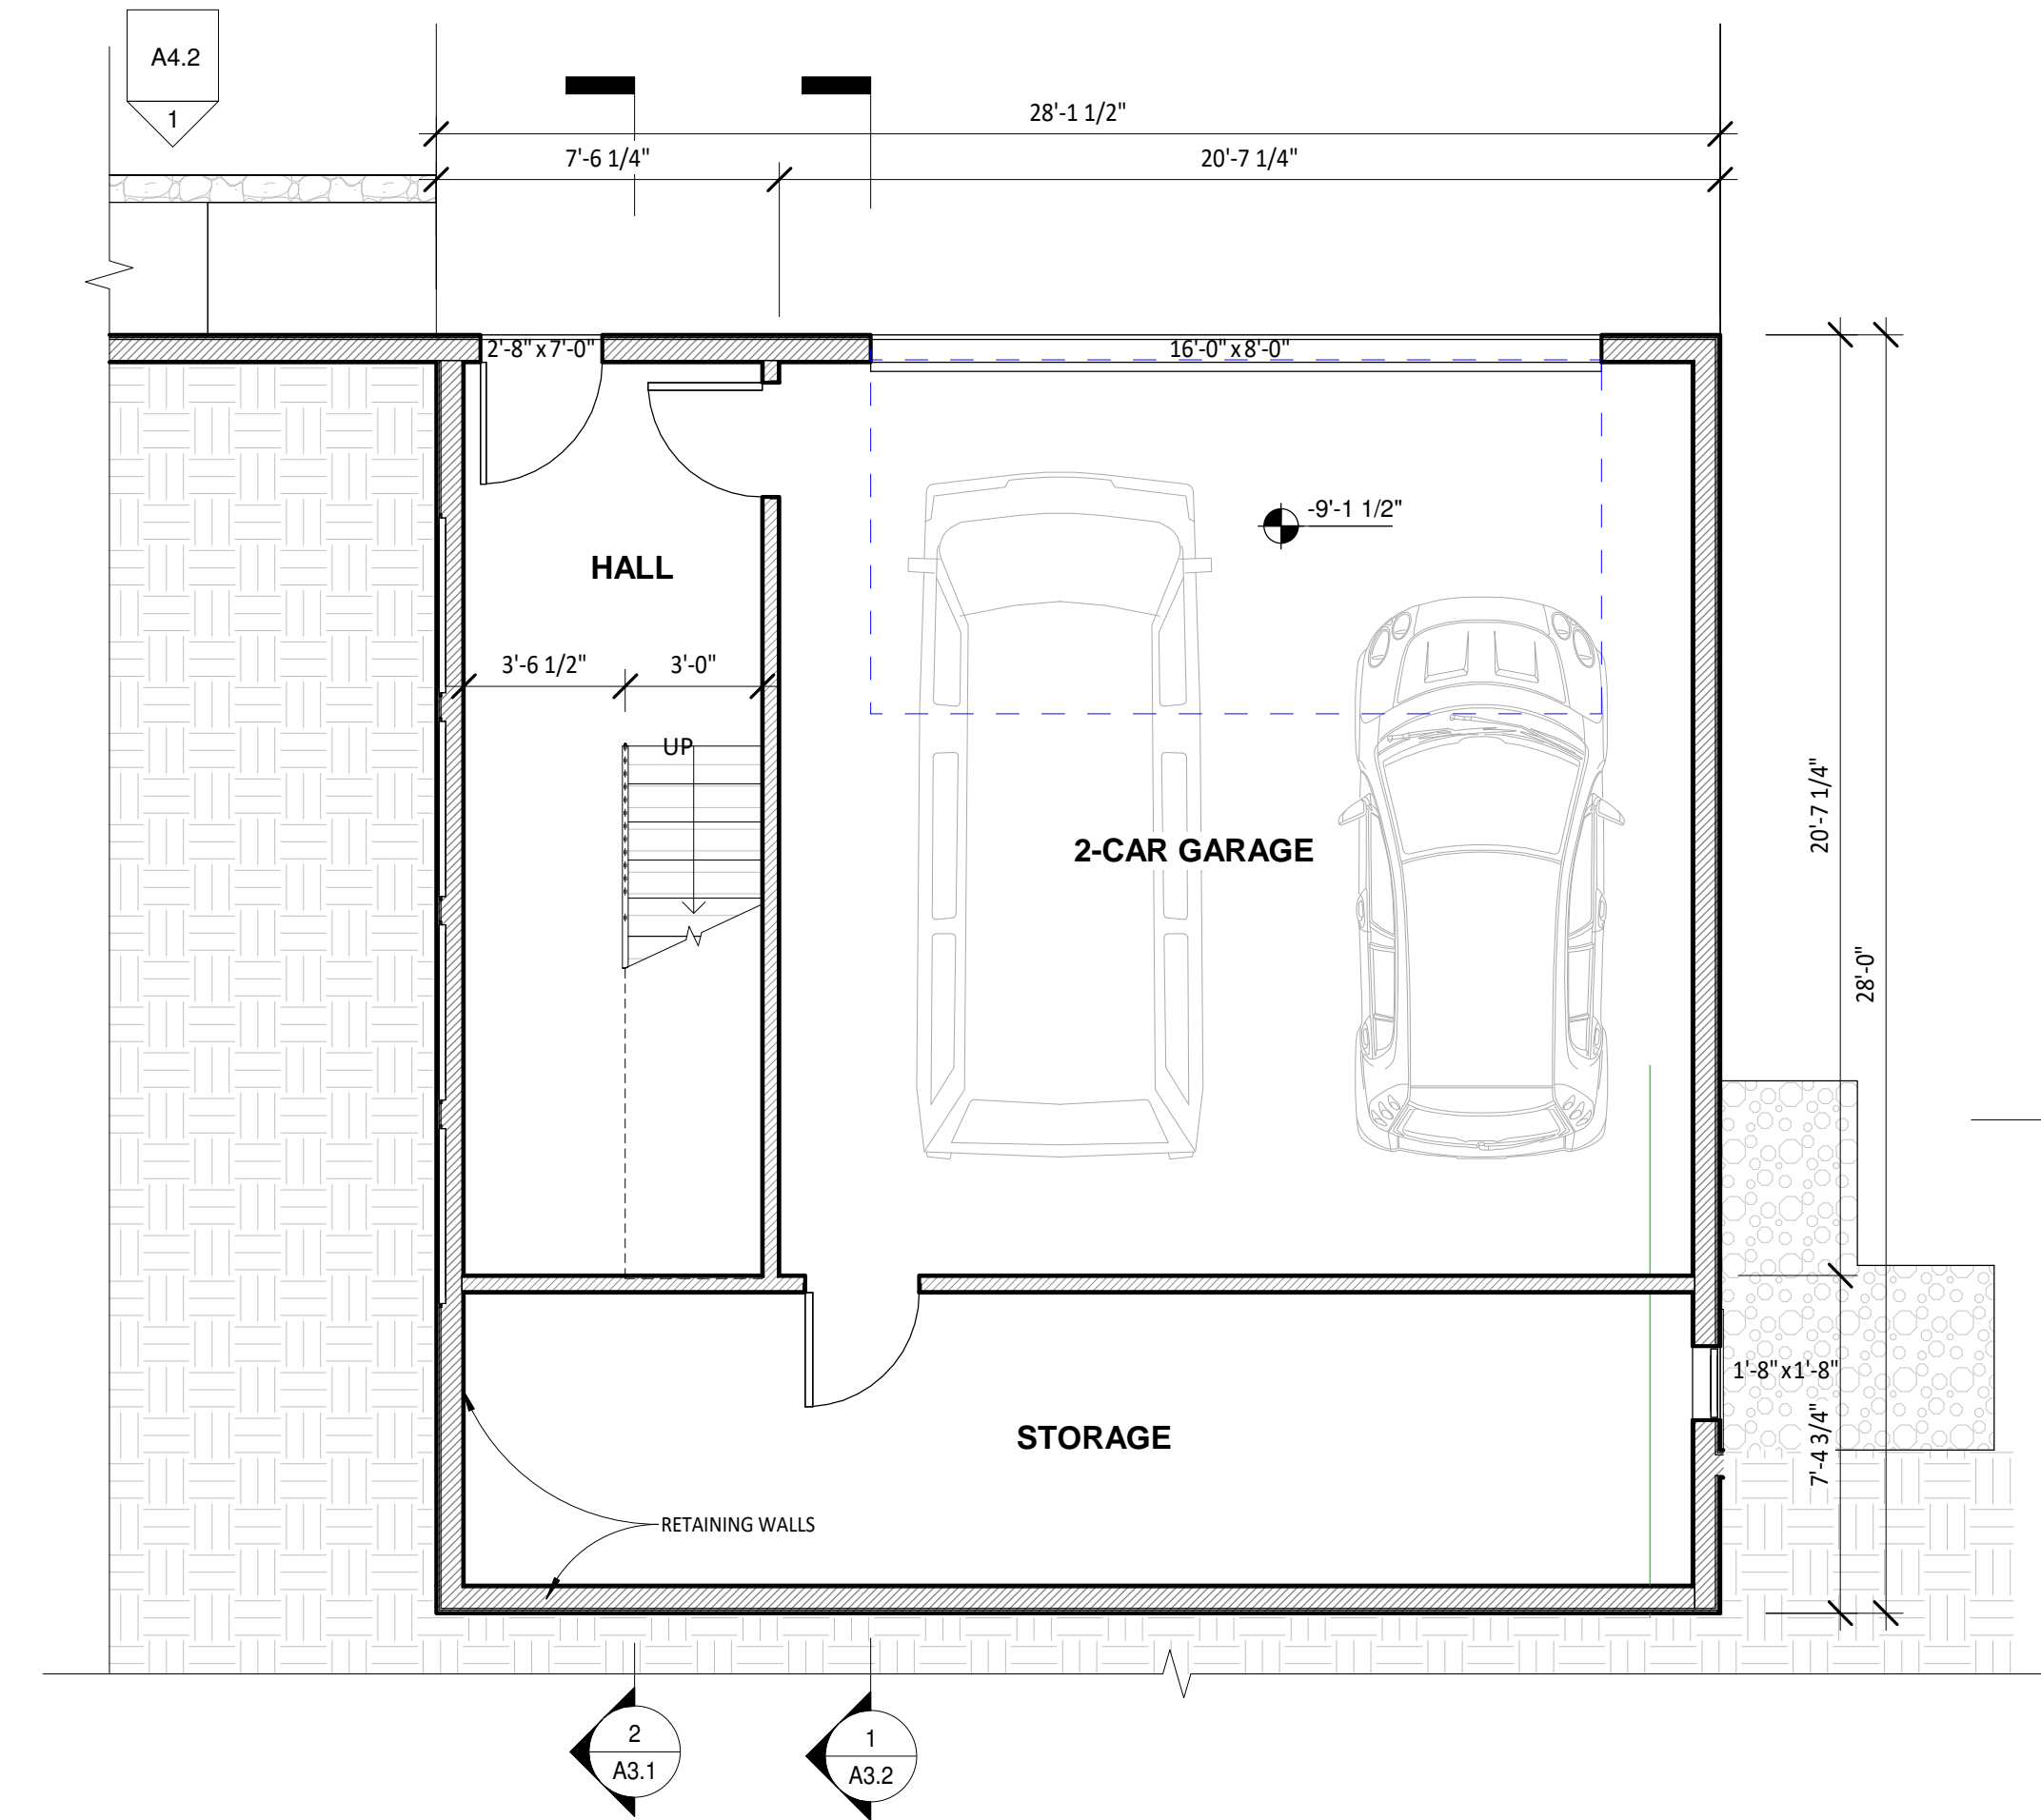 A4.2
1
28'-1 1/2"
7'-6 1/4"
20'-7 1/4"
2'-8" x 7'-0"
16'-0" x 8'-0"
-9'-1 1/2"
HALL
3'-6 1/2"
3'-0"
UP
2-CAR GARAGE
20'-7 1/4"
28'-0"
1'-8" x 1'-8"
7'-4 3/4"
STORAGE
RETAINING WALLS
2
A3.1
1
A3.2